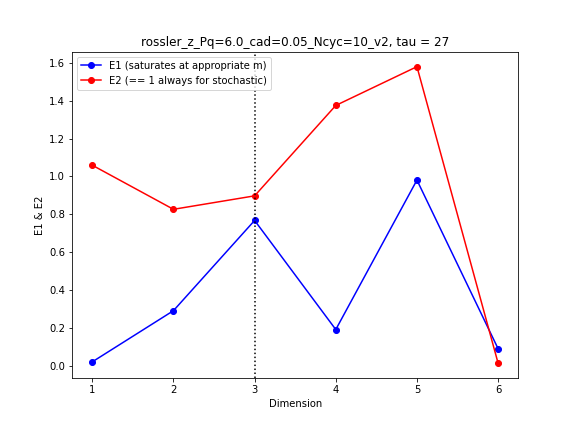 rossler_z_Pq=6.0_cad=0.05_Ncyc=10_v2, tau = 27
E1 (saturates at appropriate m)
E2 (== 1 always for stochastic)
E1 & E2
1.6
1.4
1.2
1.0
0.8
0.6
0.4
0.2
0.0
1 2 3 4 5 6
Dimension